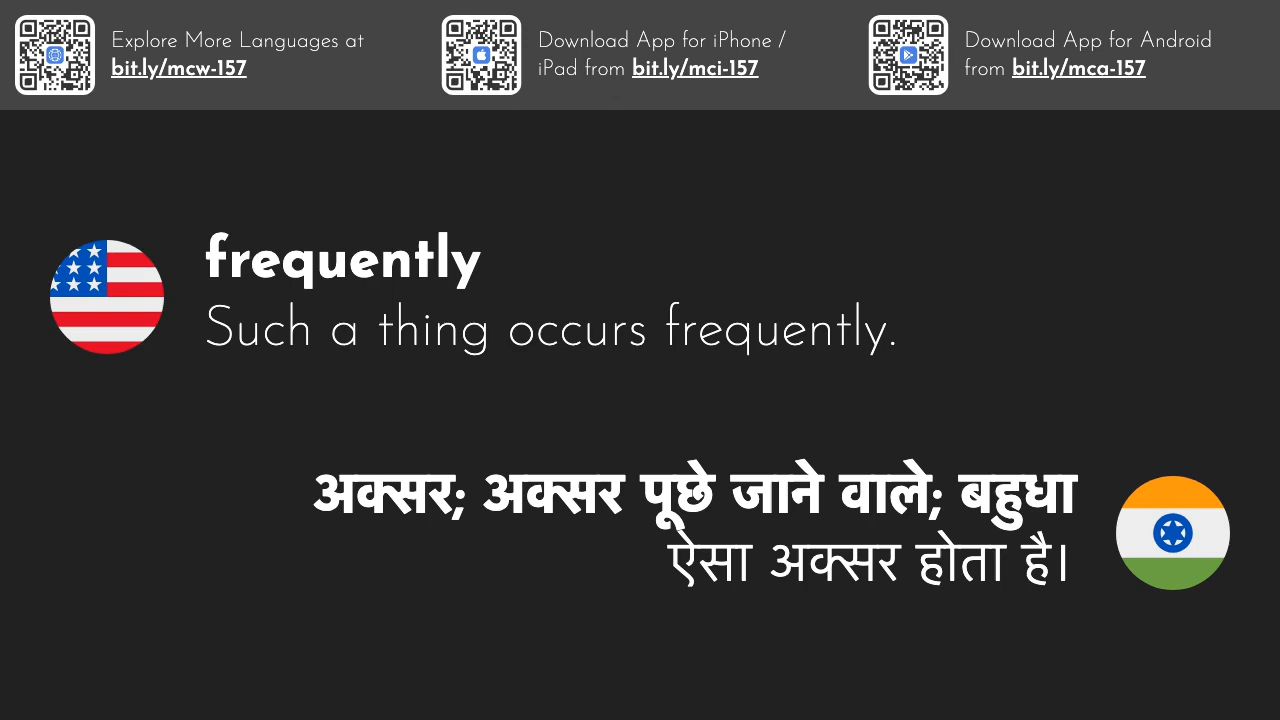 Explore More Languages at
bit.ly/mcw-157
Download App for iPhone /
iPad from bit.ly/mci-157
Download App for Android
from bit.ly/mca-157
frequently
Such a thing occurs frequently.
अक्सर; अक्सर पूछे जाने वाले; बहुधा
ऐसा अक्सर होता है।